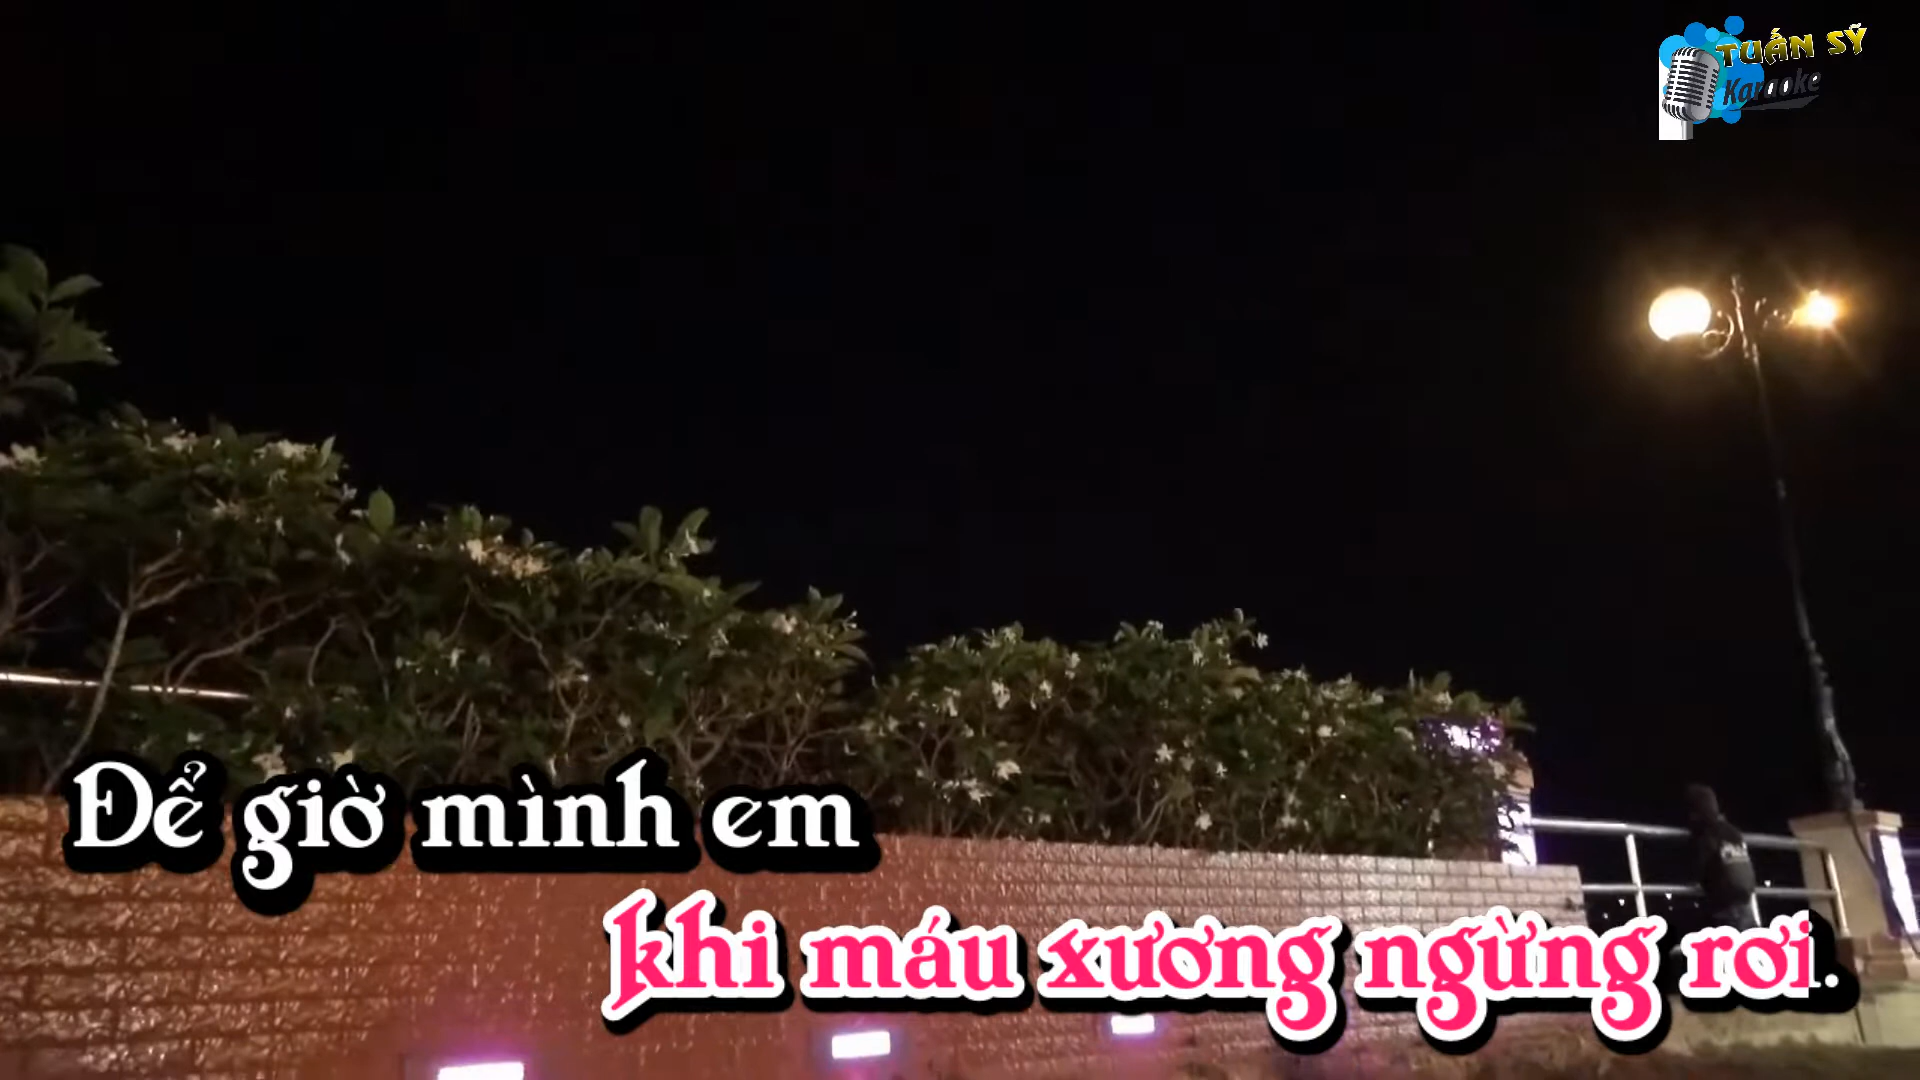 TUẤN SỸ
Karaoke
Để giờ mình em
khi máu xương ngừng rơi.